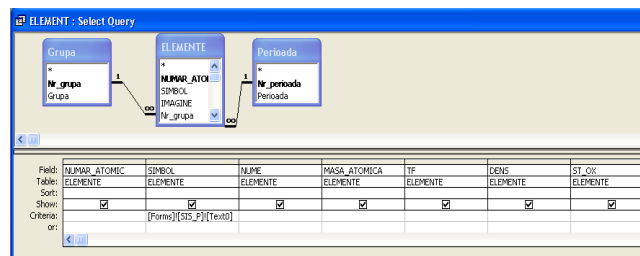 ELEMENT : Select Query
Grupa
*
Nr_grupa
Grupa
1
∞
ELEMENTE
*
NUMAR_ATOI
SIMBOL
IMAGINE
Nr_grupa
1
∞
Perioada
*
Nr_perioada
Perioada
Field: NUMAR_ATOMIC SIMBOL NUME MASA_ATOMICA TF DENS ST_OX
Table: ELEMENTE ELEMENTE ELEMENTE ELEMENTE ELEMENTE ELEMENTE ELEMENTE
Sort:
Show:
Criteria: [Forms]![SIS_P]![Text0]
or: